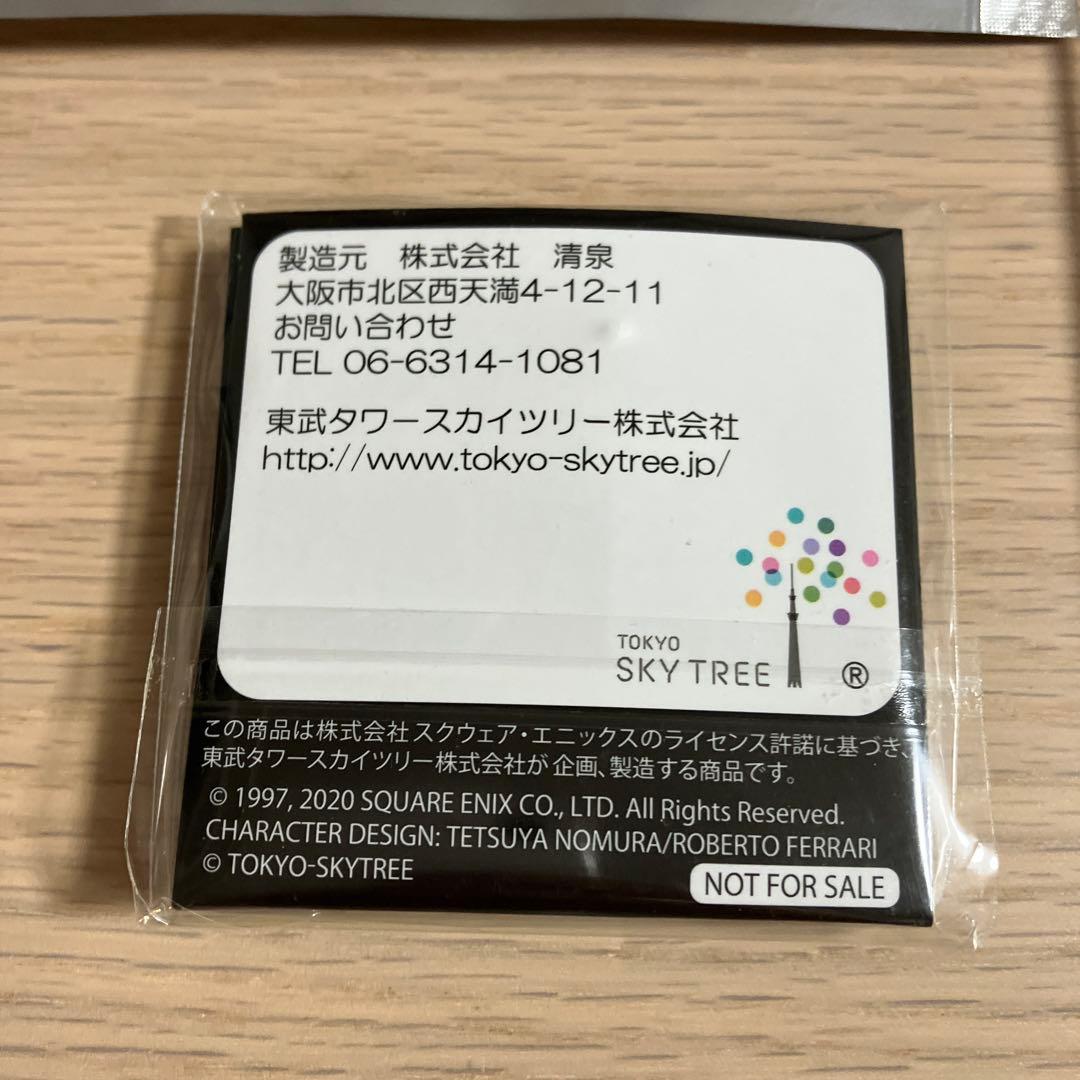 製造元　株式会社　清泉
大阪市北区西天満4-12-11
お問い合わせ
TEL 06-6314-1081
東武タワースカイツリー株式会社
http://www.tokyo-skytree.jp/
TOKYO
SKY TREE ®
この商品は株式会社スクウェア・エニックスのライセンス許諾に基づき、
東武タワースカイツリー株式会社が 企画、製造する商品です。
© 1997, 2020 SQUARE ENIX CO., LTD. All Rights Reserved.
CHARACTER DESIGN: TETSUYA NOMURA/ROBERTO FERRARI
© TOKYO-SKYTREE
NOT FOR SALE